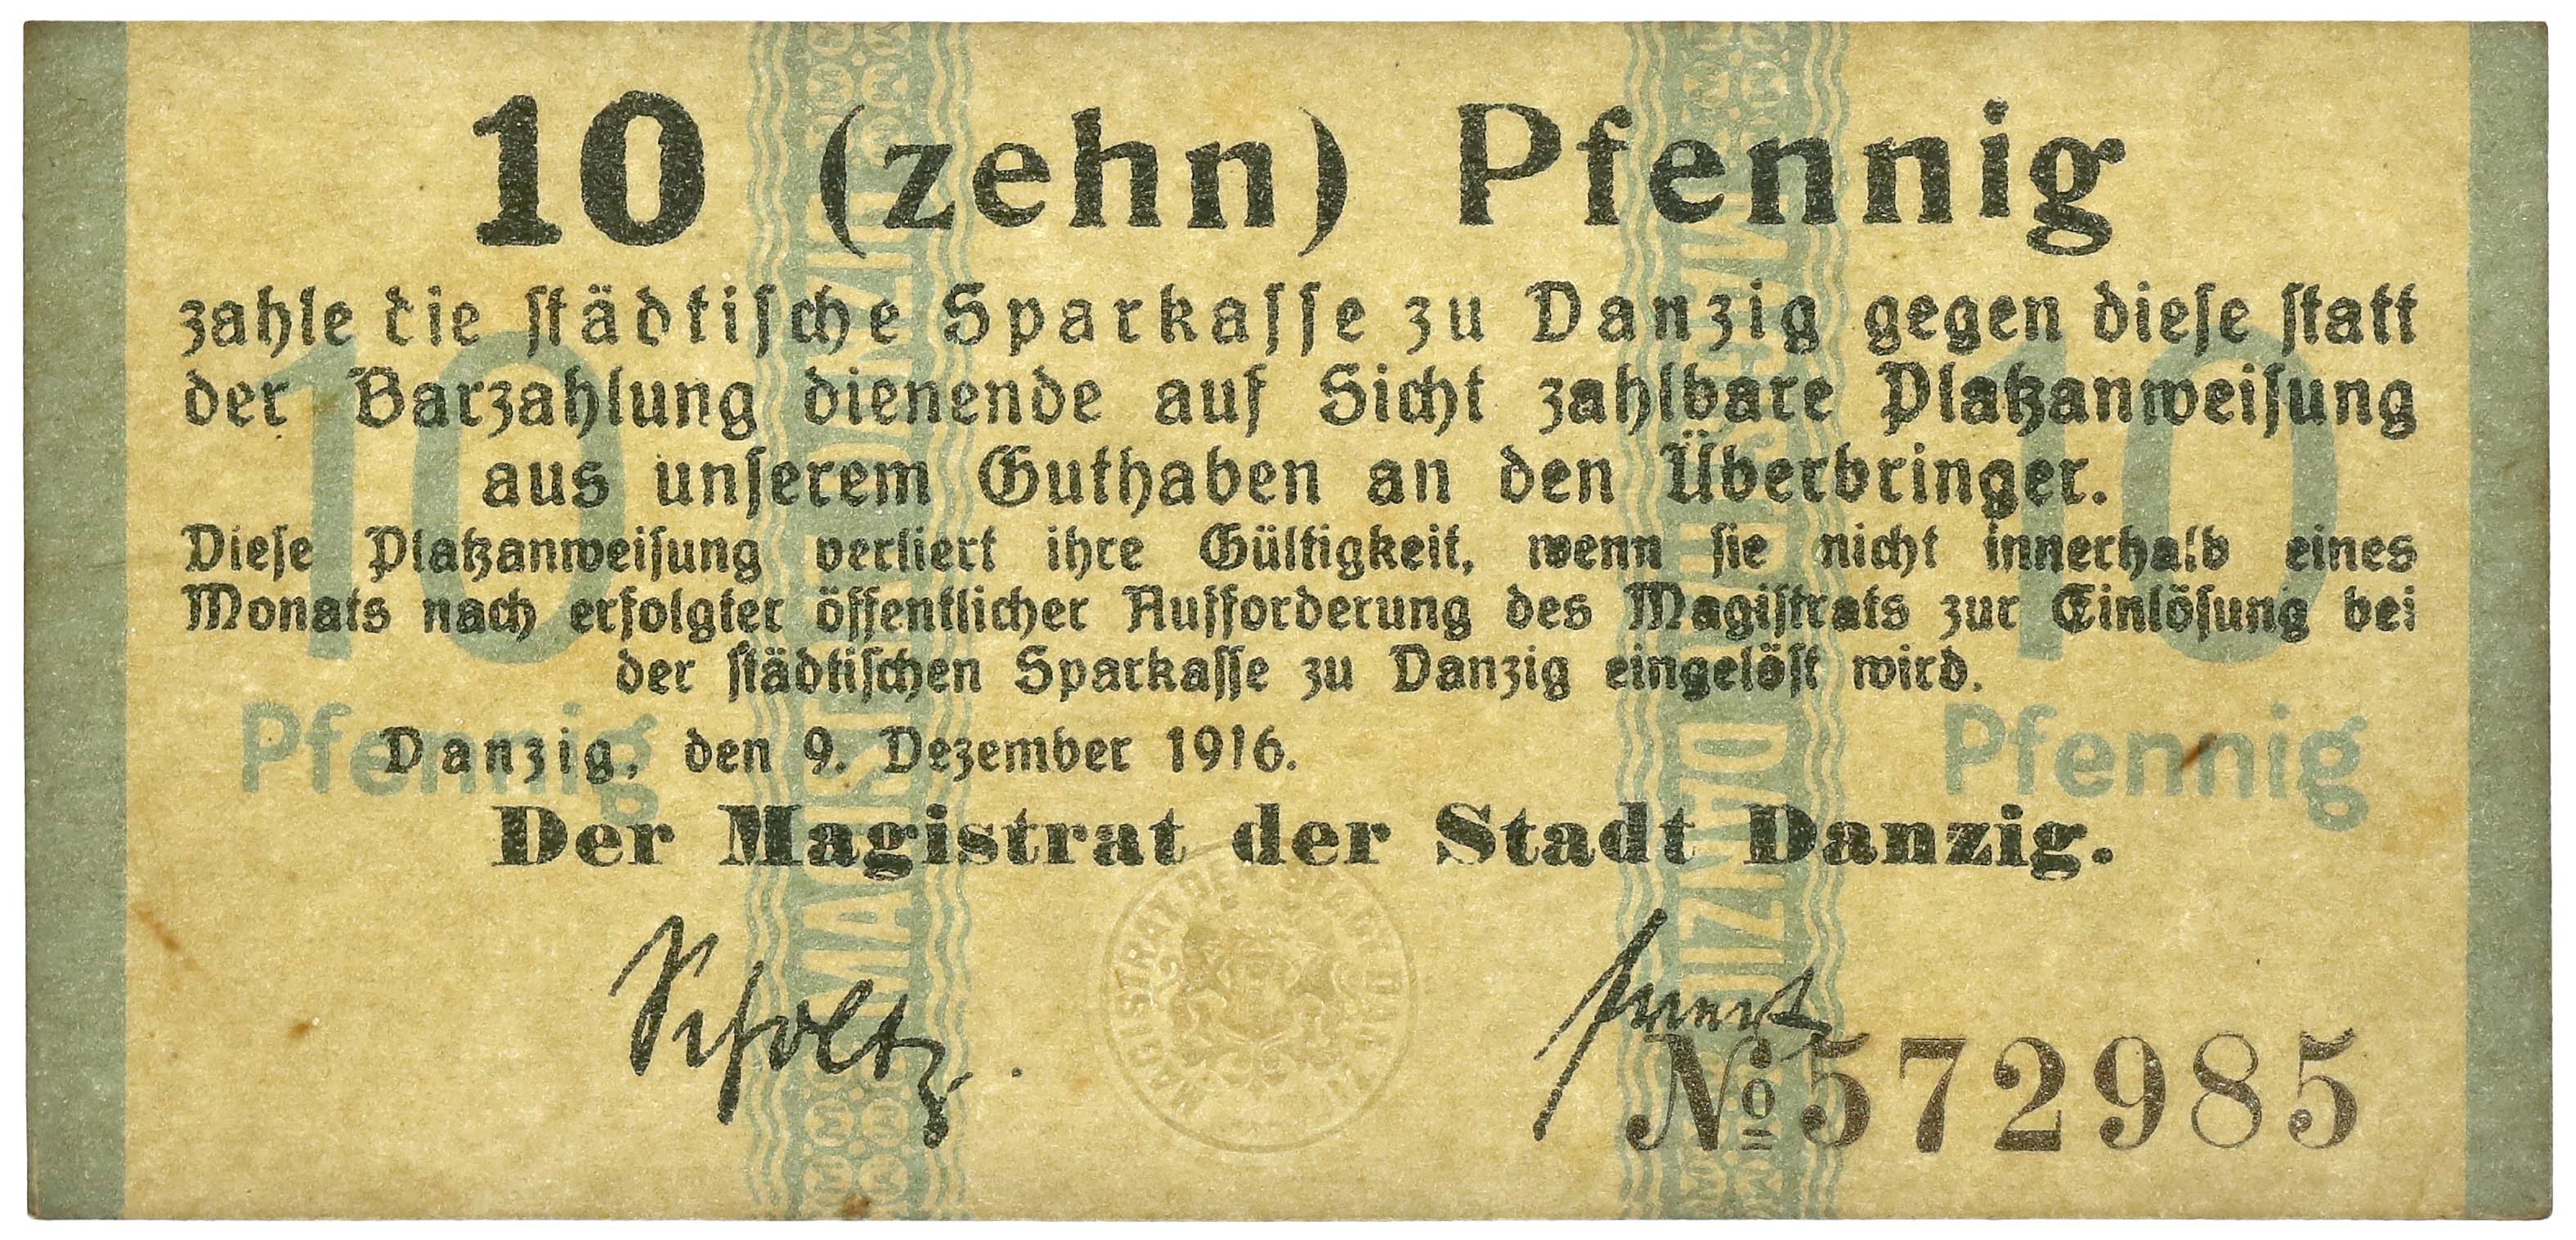 10 (zehn) Pfennig
zahle die städtische Sparkasse zu Danzig gegen diese statt
der Barzahlung dienende auf Sicht zahlbare Platzanweisung
aus unserem Guthaben an den Überbringer.
Diese Platzanweisung verliert ihre Gültigkeit, wenn sie nicht innerhalb eines
Monats nach erfolgter öffentlicher Aufforderung des Magistrats zur Einlösung bei
der städtischen Sparkasse zu Danzig eingelöst wird.
Danzig, den 9. Dezember 1916.
Der Magistrat der Stadt Danzig.
Scholtz
№ 572985
10 Pfennig
10 Pfennig